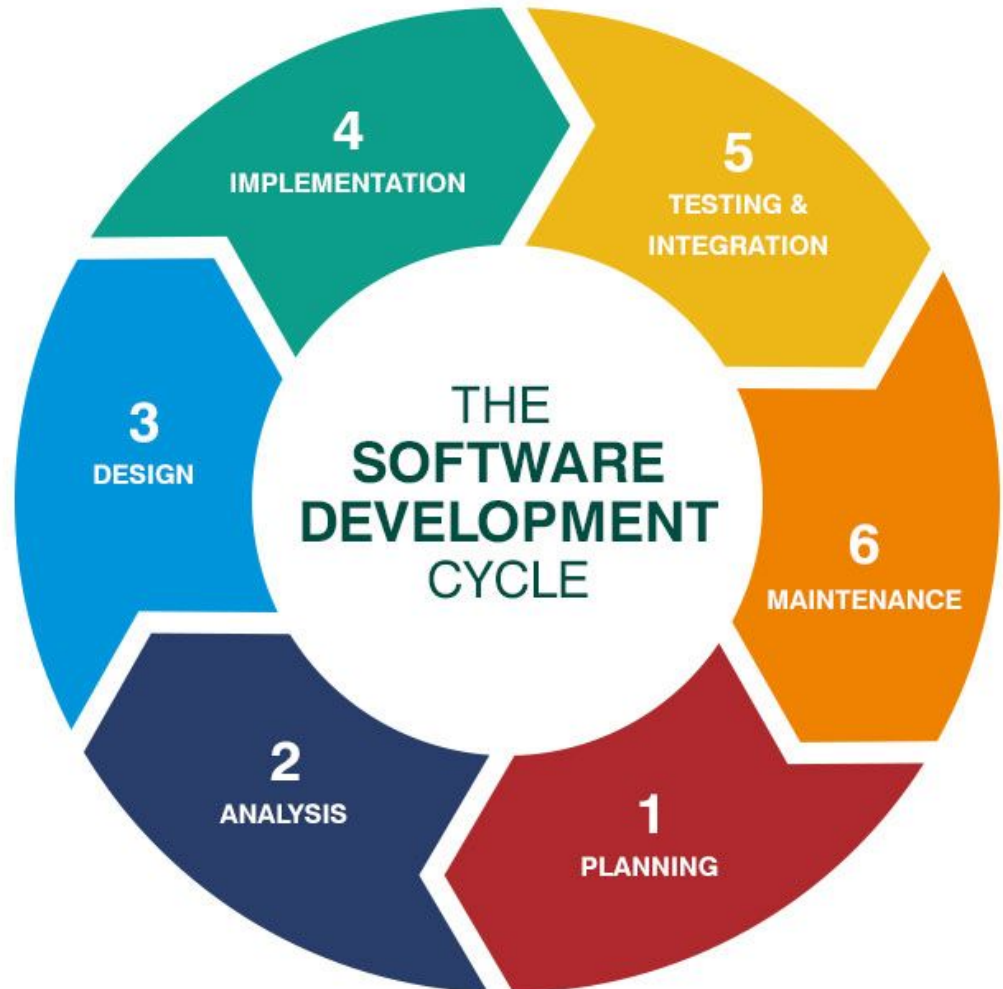 4
IMPLEMENTATION
5
TESTING &
INTEGRATION
3
DESIGN
THE
SOFTWARE
DEVELOPMENT
CYCLE
6
MAINTENANCE
2
ANALYSIS
1
PLANNING